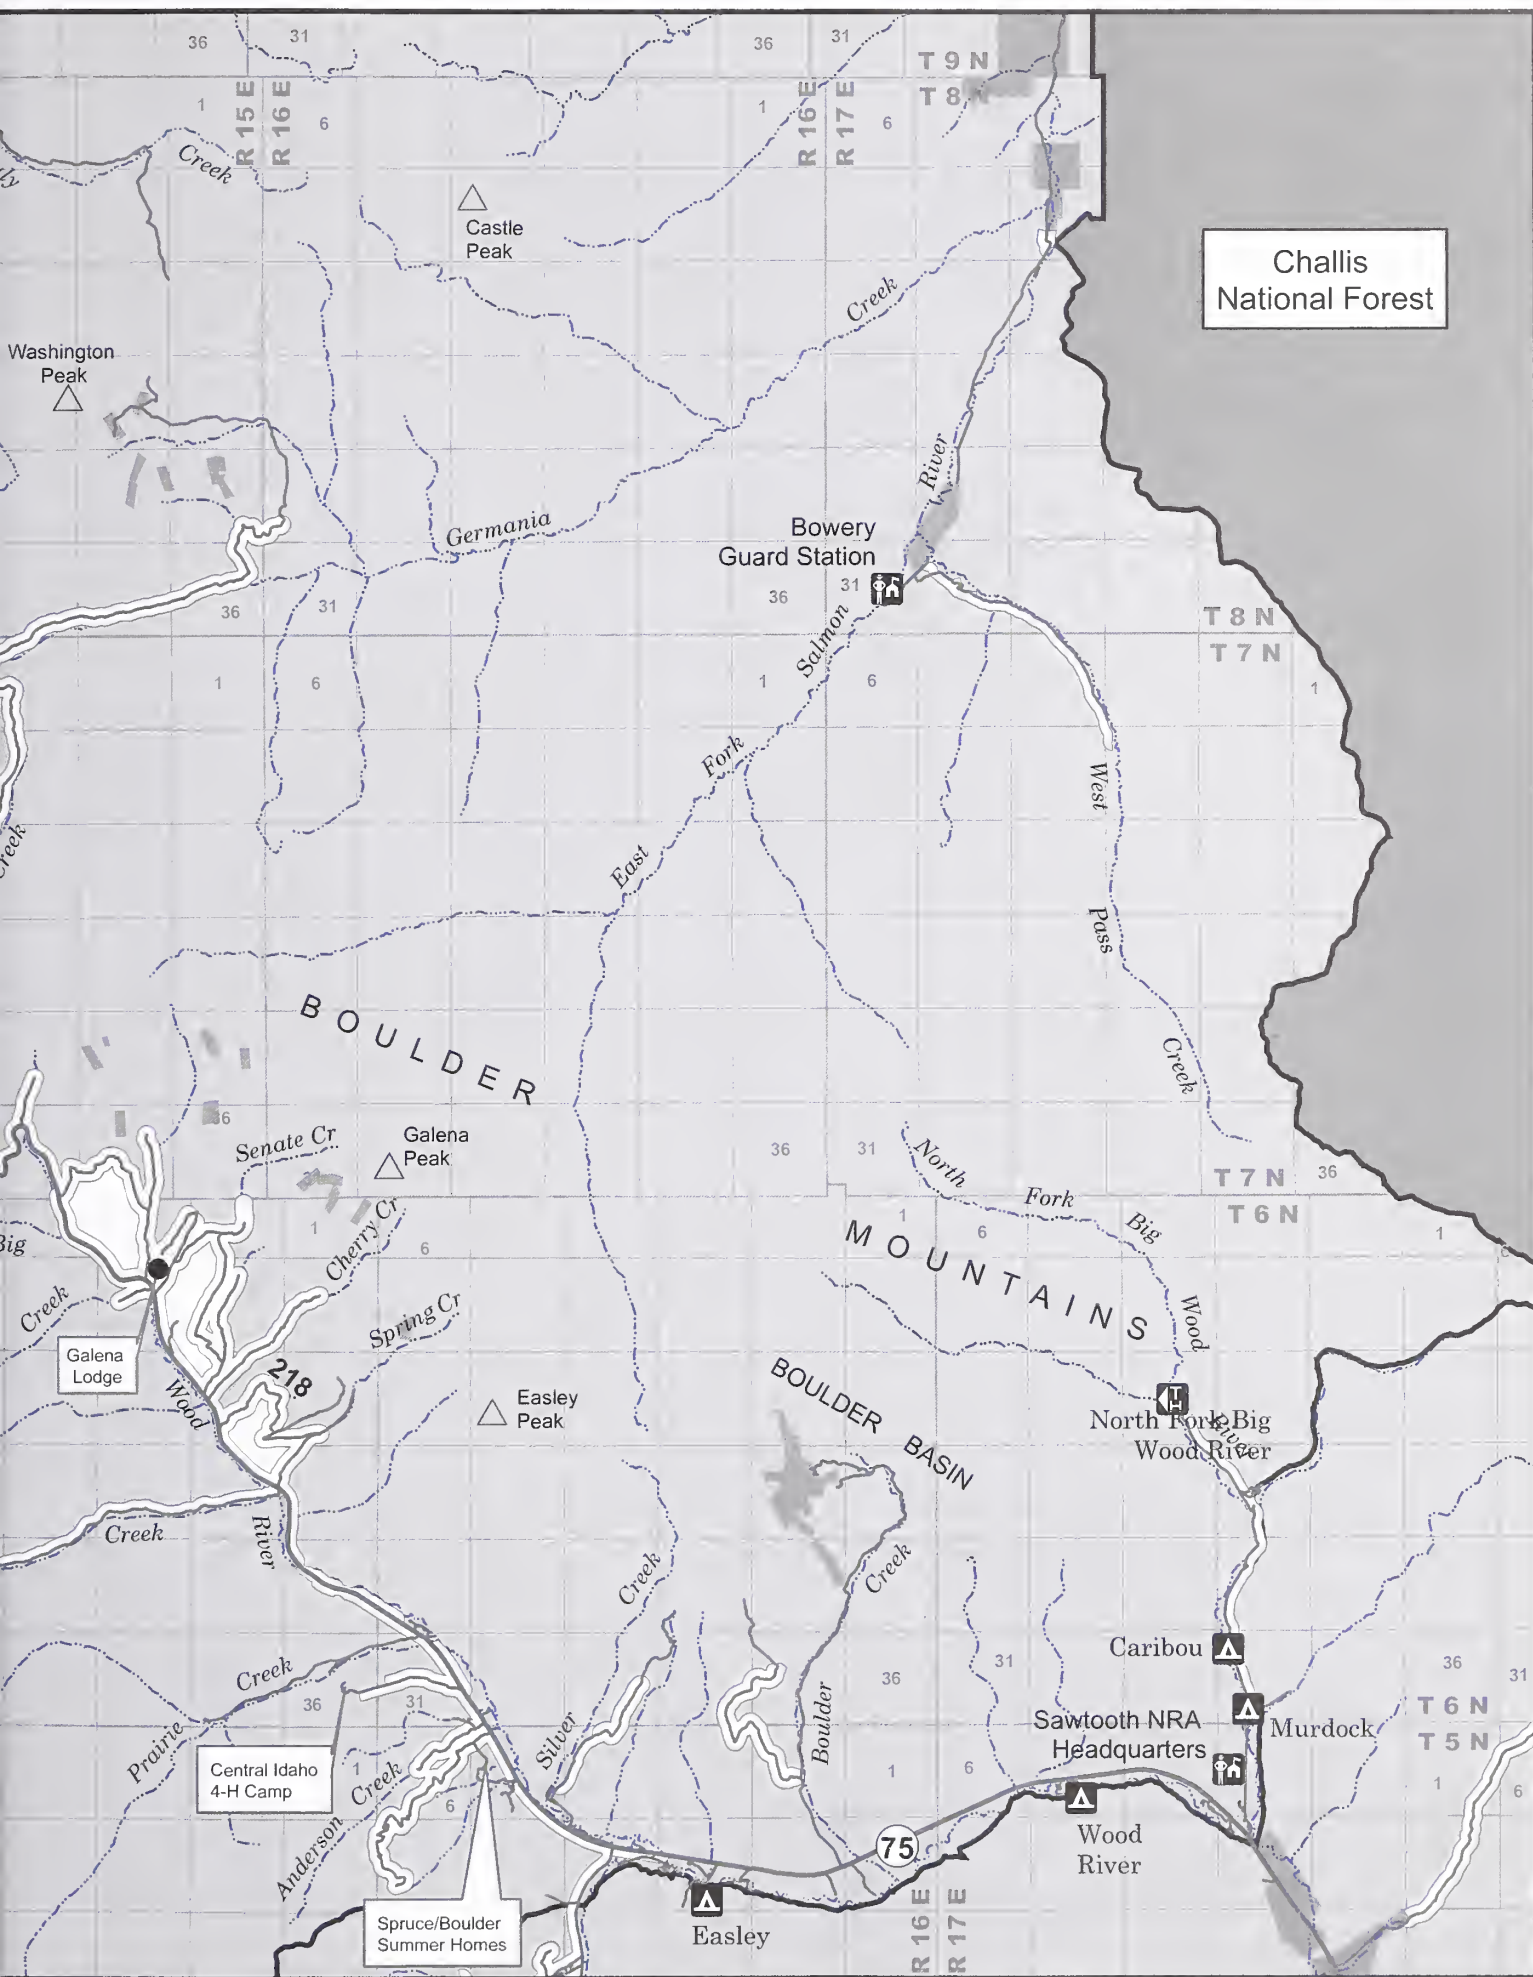 36
31
36
31
T 9 N
T 8 N
1
R 15 E
R 16 E
6
1
R 16 E
R 17 E
6
Creek
ly
Castle
Peak
Challis
National Forest
Creek
Washington
Peak
River
Germania
Bowery
Guard Station
36
31
36
31
Salmon
T 8 N
T 7 N
1
6
1
6
1
Fork
West
Creek
East
Pass
BOULDER
Creek
36
Senate Cr
Galena
Peak
36
31
North
Fork
Big
T 7 N
36
T 6 N
1
6
Cherry Cr
1
6
1
6
Big
MOUNTAINS
Creek
Spring Cr
Wood
Galena
Lodge
218
Wood
Easley
Peak
BOULDER
BASIN
TH
North Fork Big
Wood River
River
Creek
River
Creek
Creek
Caribou
Creek
36
31
36
31
36
31
T 6 N
T 5 N
Prairie
Silver
Boulder
Murdock
Sawtooth NRA
Headquarters
Central Idaho
4-H Camp
1
Creek
6
1
6
1
6
Anderson
75
Wood
River
Spruce/Boulder
Summer Homes
Easley
R 16 E
R 17 E